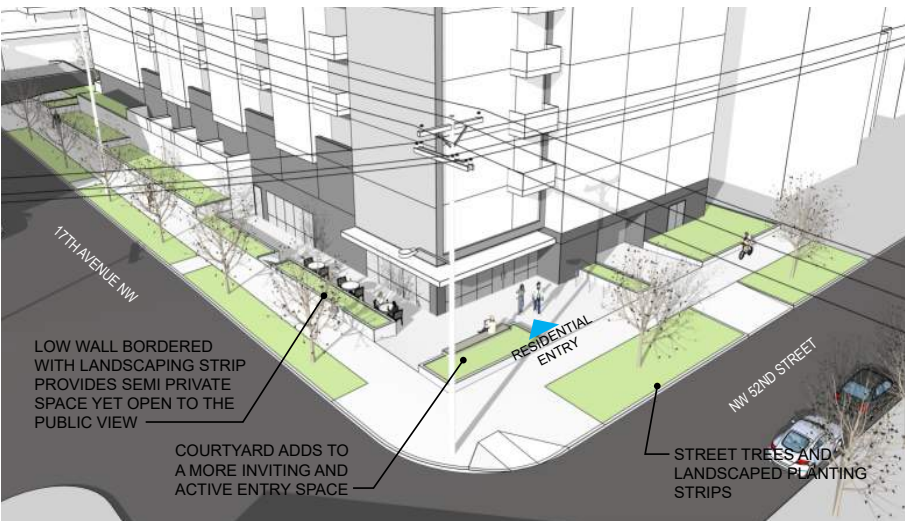 17TH AVENUE NW
LOW WALL BORDERED
WITH LANDSCAPING STRIP
PROVIDES SEMI PRIVATE
SPACE YET OPEN TO THE
PUBLIC VIEW
COURTYARD ADDS TO
A MORE INVITING AND
ACTIVE ENTRY SPACE
RESIDENTIAL
ENTRY
NW 52ND STREET
STREET TREES AND
LANDSCAPED PLANTING
STRIPS